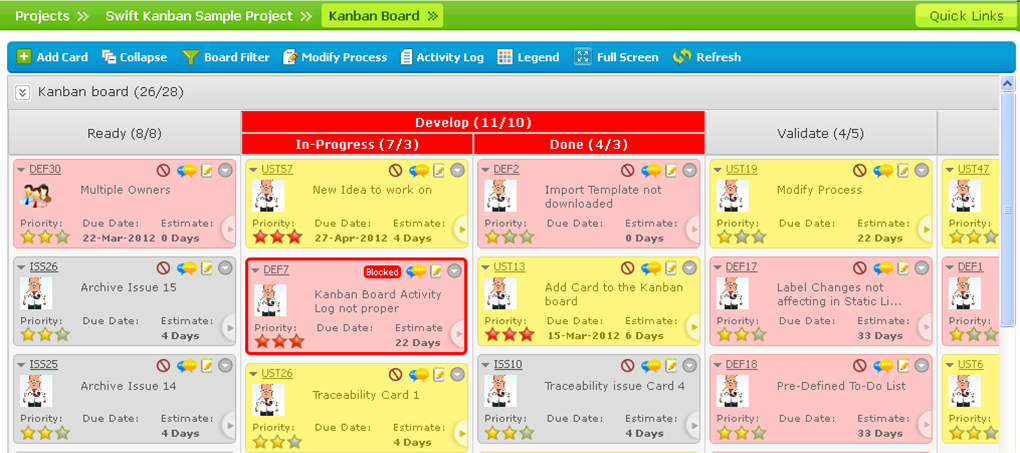 Projects >> Swift Kanban Sample Project >> Kanban Board >> Quick Links
Add Card Collapse Board Filter Modify Process Activity Log Legend Full Screen Refresh
Kanban board (26/28)
Ready (8/8)
Develop (11/10)
In-Progress (7/3) Done (4/3)
Validate (4/5)
DEF30
Multiple Owners
Priority: Due Date: Estimate:
22-Mar-2012 0 Days
ISS26
Archive Issue 15
Priority: Due Date: Estimate:
4 Days
ISS25
Archive Issue 14
Priority: Due Date: Estimate:
4 Days
UST57
New Idea to work on
Priority: Due Date: Estimate:
27-Apr-2012 4 Days
DEF7
Blocked
Kanban Board Activity
Log not proper
Priority: Due Date: Estimate
22 Days
UST26
Traceability Card 1
Priority: Due Date: Estimate:
4 Days
DEF2
Import Template not
downloaded
Priority: Due Date: Estimate:
0 Days
UST13
Add Card to the Kanban
board
Priority: Due Date: Estimate:
15-Mar-2012 6 Days
ISS10
Traceability issue Card 4
Priority: Due Date: Estimate:
4 Days
UST19
Modify Process
Priority: Due Date: Estimate:
22 Days
DEF17
Label Changes not
affecting in Static Li...
Priority: Due Date: Estimate:
33 Days
DEF18
Pre-Defined To-Do List
Priority: Due Date: Estimate:
33 Days
UST47
Priority:
DEF1
Priority:
UST6
Priority: